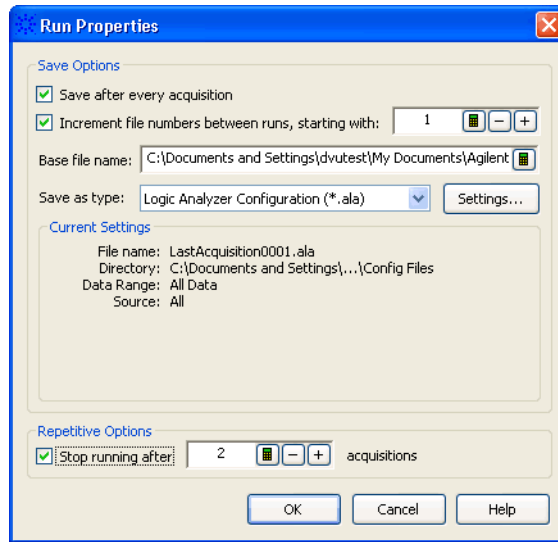 Run Properties
Save Options
Save after every acquisition
Increment file numbers between runs, starting with: 1
Base file name: C:\Documents and Settings\dvutest\My Documents\Agilent
Save as type: Logic Analyzer Configuration (*.ala) Settings...
Current Settings
File name: LastAcquisition0001.ala
Directory: C:\Documents and Settings\...\Config Files
Data Range: All Data
Source: All
Repetitive Options
Stop running after 2 acquisitions
OK Cancel Help